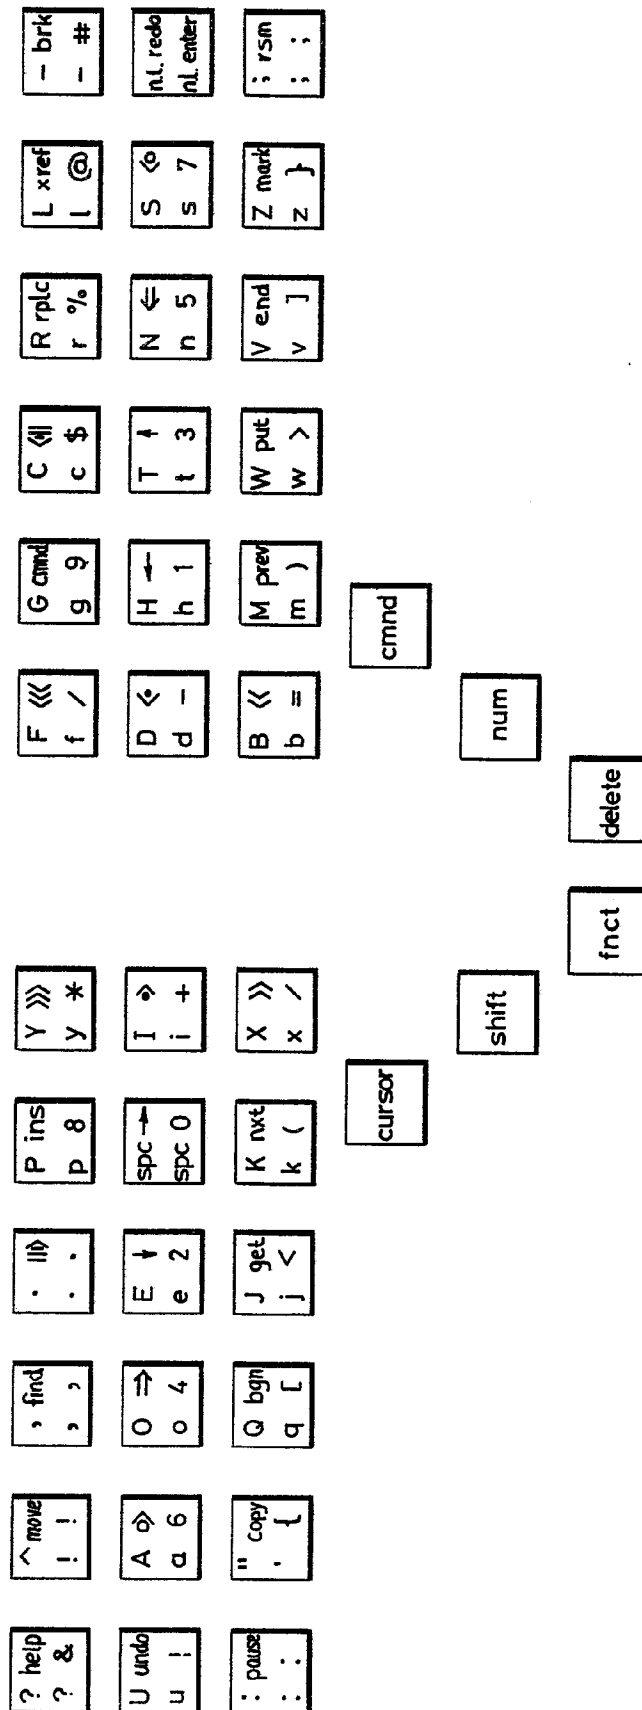 ? help
? &
^ move
! !
, find
, ,
. |||⟩
. .
P ins
p 8
Y ⟩⟩⟩
y *
F ⟨⟨⟨
f /
G cmnd
g 9
C ⟨|||
c $
R rplc
r %
L xref
l @
– brk
– #
U undo
u !
A
a 6
O ⇒
o 4
E ↓
e 2
spc →
spc 0
I
i +
D
d –
H ←
h 1
T ↑
t 3
N ⇐
n 5
S
s 7
n.l. redo
n.l. enter
: pause
: :
" copy
' {
Q bgn
q [
J get
j <
K nxt
k (
X ⟩⟩
x /
B ⟨⟨
b =
M prev
m )
W put
w >
V end
v ]
Z mark
z }
; rsm
; ;
cursor
cmnd
shift
num
fnct
delete